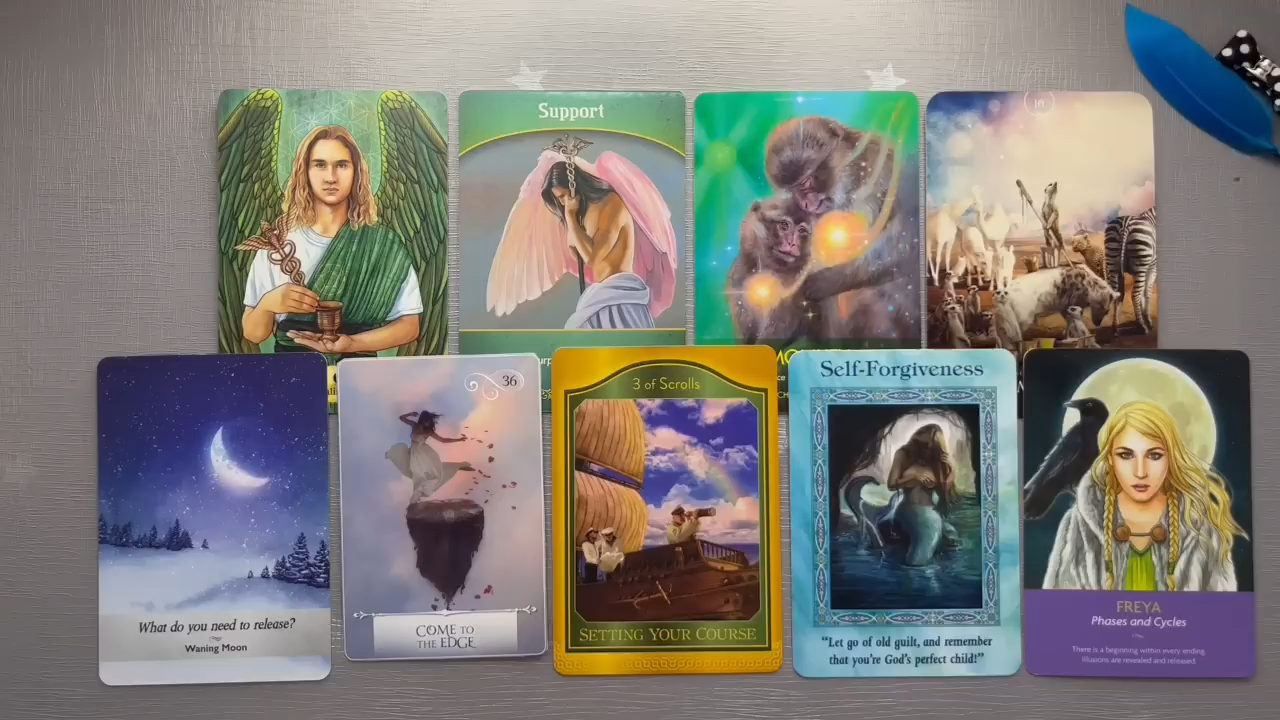 Support
What do you need to release?
Waning Moon
36
COME TO
THE EDGE
3 of Scrolls
SETTING YOUR COURSE
Self-Forgiveness
“Let go of old guilt, and remember
that you’re God’s perfect child!”
FREYA
Phases and Cycles
There is a beginning within every ending
illusions are revealed and released.